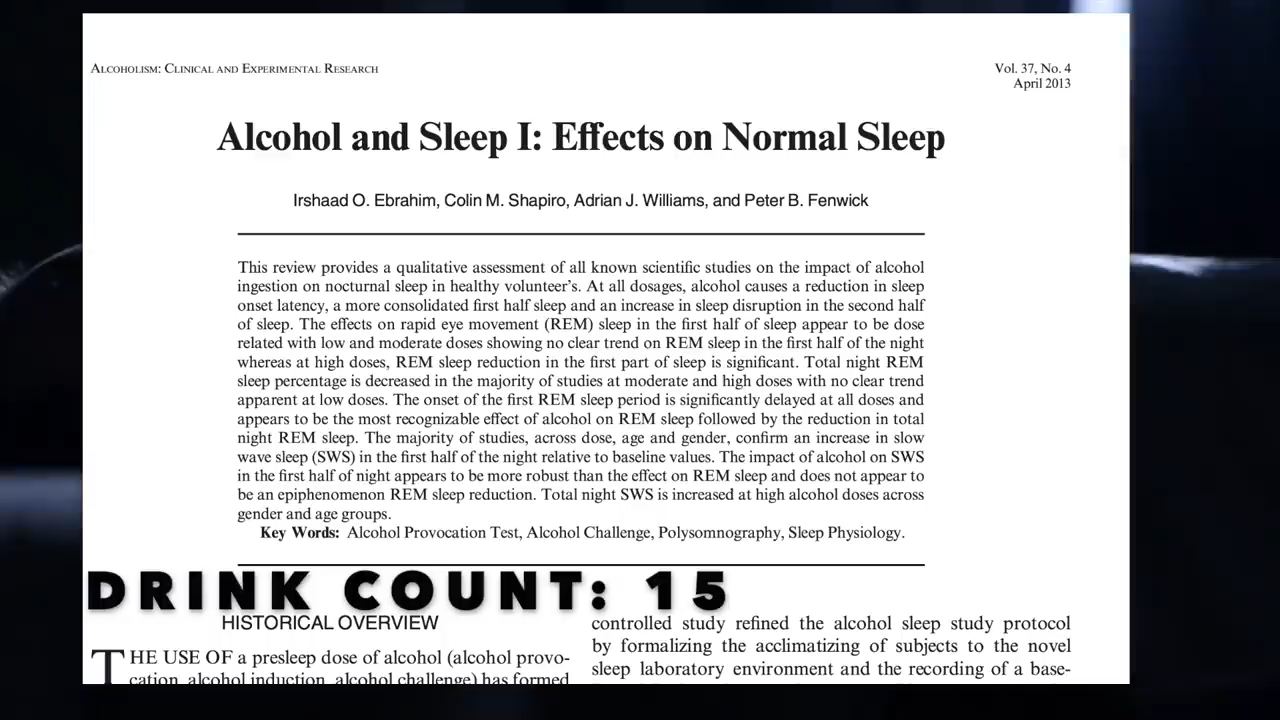 ALCOHOLISM: CLINICAL AND EXPERIMENTAL RESEARCH
Vol. 37, No. 4
April 2013
Alcohol and Sleep I: Effects on Normal Sleep
Irshaad O. Ebrahim, Colin M. Shapiro, Adrian J. Williams, and Peter B. Fenwick
This review provides a qualitative assessment of all known scientific studies on the impact of alcohol
ingestion on nocturnal sleep in healthy volunteer's. At all dosages, alcohol causes a reduction in sleep
onset latency, a more consolidated first half sleep and an increase in sleep disruption in the second half
of sleep. The effects on rapid eye movement (REM) sleep in the first half of sleep appear to be dose
related with low and moderate doses showing no clear trend on REM sleep in the first half of the night
whereas at high doses, REM sleep reduction in the first part of sleep is significant. Total night REM
sleep percentage is decreased in the majority of studies at moderate and high doses with no clear trend
apparent at low doses. The onset of the first REM sleep period is significantly delayed at all doses and
appears to be the most recognizable effect of alcohol on REM sleep followed by the reduction in total
night REM sleep. The majority of studies, across dose, age and gender, confirm an increase in slow
wave sleep (SWS) in the first half of the night relative to baseline values. The impact of alcohol on SWS
in the first half of night appears to be more robust than the effect on REM sleep and does not appear to
be an epiphenomenon REM sleep reduction. Total night SWS is increased at high alcohol doses across
gender and age groups.
Key Words: Alcohol Provocation Test, Alcohol Challenge, Polysomnography, Sleep Physiology.
DRINK COUNT: 15
HISTORICAL OVERVIEW
THE USE OF a presleep dose of alcohol (alcohol provo-
cation, alcohol induction, alcohol challenge) has formed
controlled study refined the alcohol sleep study protocol
by formalizing the acclimatizing of subjects to the novel
sleep laboratory environment and the recording of a base-